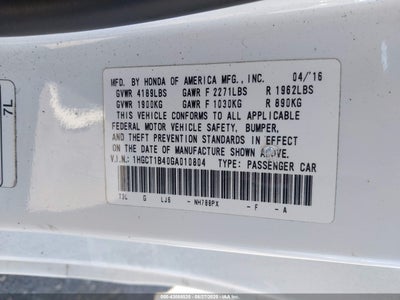 7L
MFD. BY HONDA OF AMERICA MFG., INC. 04/'16
GVWR 4189LBS GAWR F 2271LBS R 1962LBS
GVWR 1900KG GAWR F 1030KG R 890KG
THIS VEHICLE CONFORMS TO ALL APPLICABLE
FEDERAL MOTOR VEHICLE SAFETY, BUMPER,
AND THEFT PREVENTION STANDARDS IN EFFECT
ON THE DATE OF MANUFACTURE SHOWN ABOVE.
V.I.N.: 1HGCT1B40GA010804 TYPE: PASSENGER CAR
G NH788PX - F - A